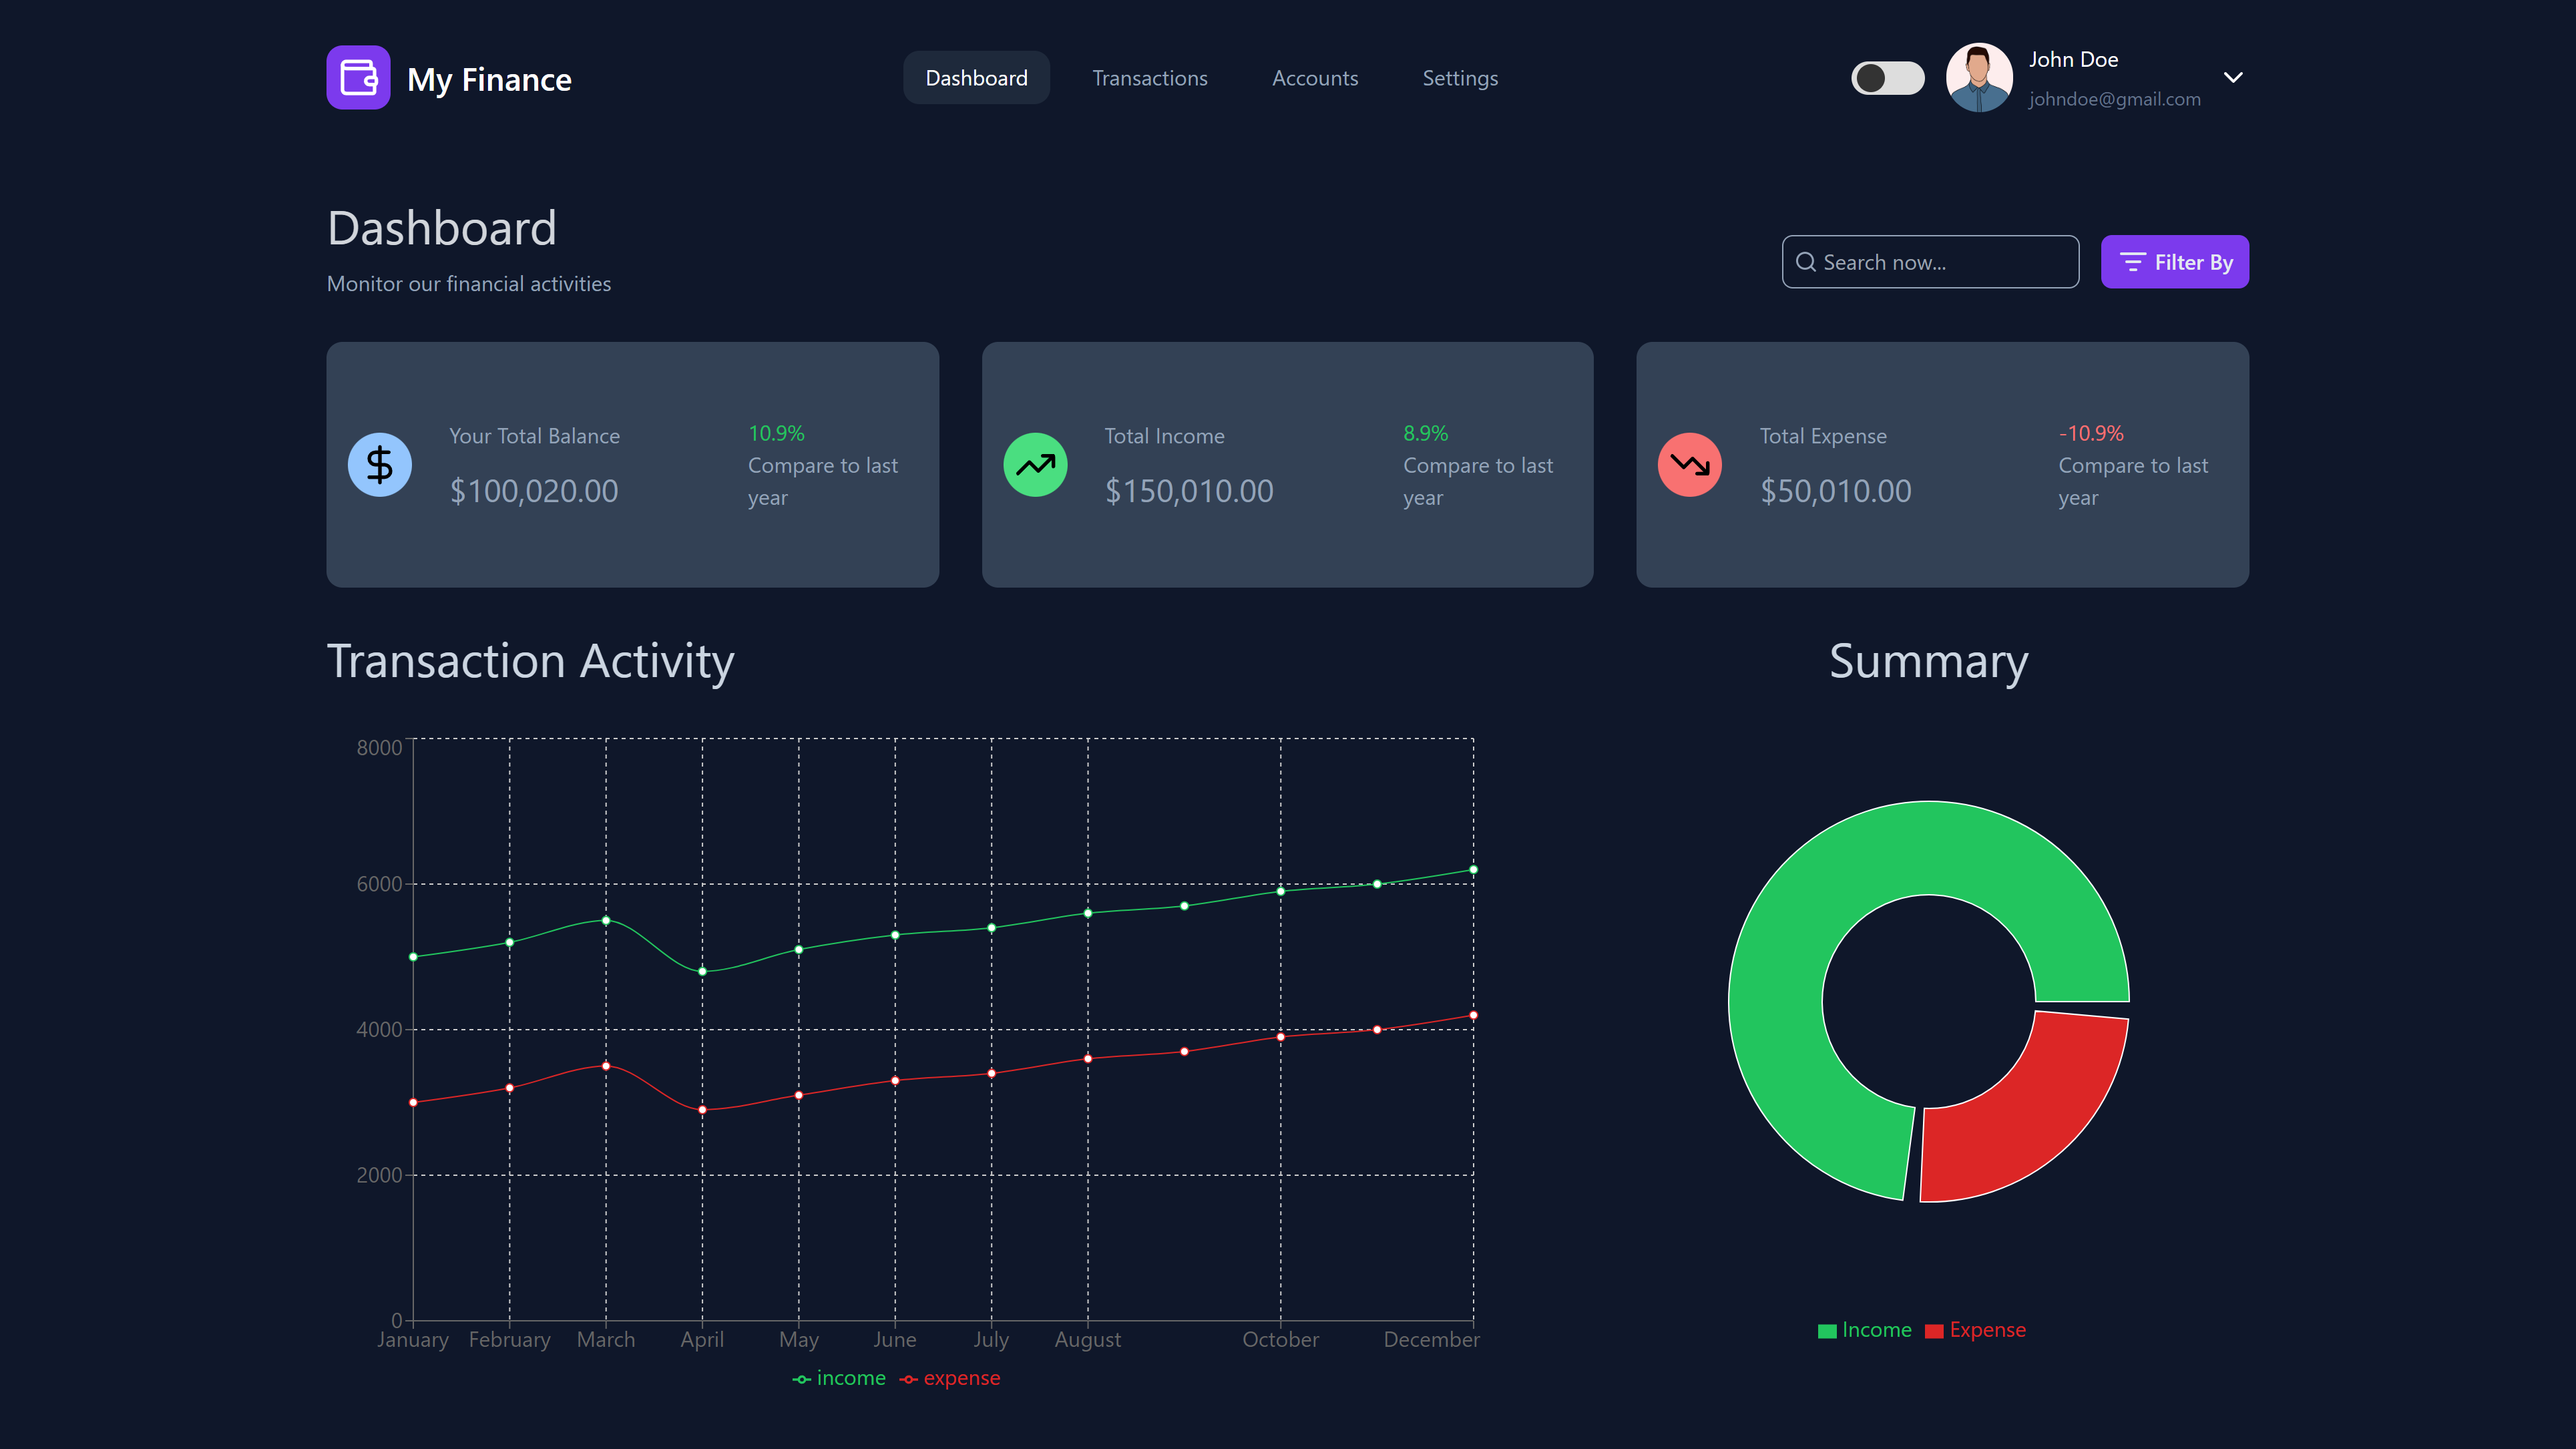 My Finance
Dashboard
Transactions
Accounts
Settings
John Doe
johndoe@gmail.com
Dashboard
Monitor our financial activities
Search now...
Filter By
Your Total Balance
$100,020.00
10.9%
Compare to last
year
Total Income
$150,010.00
8.9%
Compare to last
year
Total Expense
$50,010.00
-10.9%
Compare to last
year
Transaction Activity
8000
6000
4000
2000
0
January February March April May June July August October December
income expense
Summary
Income Expense